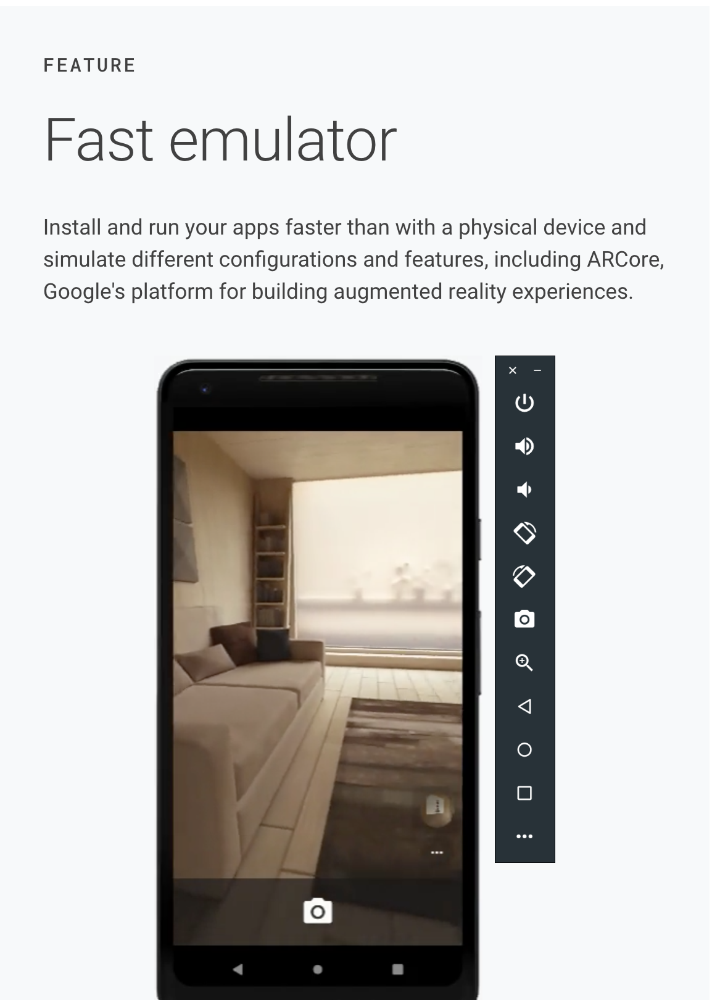 FEATURE
Fast emulator
Install and run your apps faster than with a physical device and
simulate different configurations and features, including ARCore,
Google's platform for building augmented reality experiences.